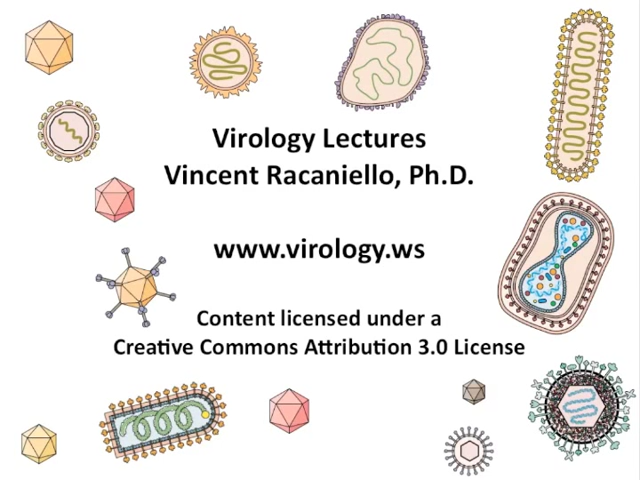 Virology Lectures
Vincent Racaniello, Ph.D.
www.virology.ws
Content licensed under a
Creative Commons Attribution 3.0 License